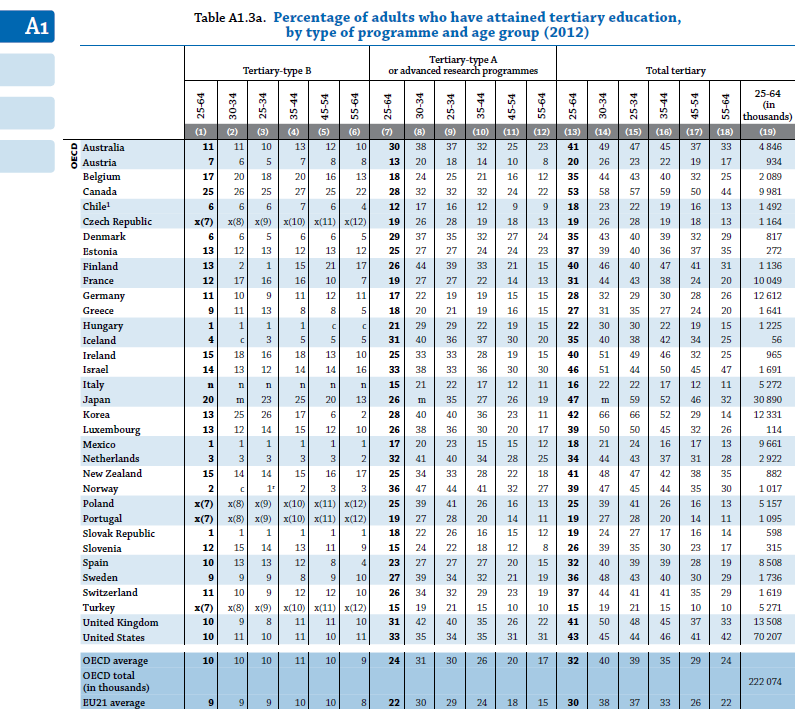 A1
Table A1.3a. Percentage of adults who have attained tertiary education,
by type of programme and age group (2012)
Tertiary-type B Tertiary-type A or advanced research programmes Total tertiary
25-64 30-34 25-34 35-44 45-54 55-64 25-64 30-34 25-34 35-44 45-54 55-64 25-64 30-34 25-34 35-44 45-54 55-64 25-64 (in thousands)
(1) (2) (3) (4) (5) (6) (7) (8) (9) (10) (11) (12) (13) (14) (15) (16) (17) (18) (19)
OECD
Australia 11 11 10 13 12 10 30 38 37 32 25 23 41 49 47 45 37 33 4 846
Austria 7 6 5 8 8 8 13 20 18 14 10 8 20 26 23 22 19 17 934
Belgium 17 20 18 20 16 13 18 24 25 21 16 12 35 44 43 40 32 25 2 089
Canada 25 26 25 27 25 22 28 32 32 32 24 22 53 58 57 59 50 44 9 981
Chile¹ 6 6 6 7 6 4 12 17 16 12 9 9 18 23 22 19 16 13 1 492
Czech Republic x(7) x(8) x(9) x(10) x(11) x(12) 19 26 28 19 18 13 19 26 28 19 18 13 1 164
Denmark 6 6 5 6 6 5 29 37 35 32 27 24 35 43 40 39 32 29 817
Estonia 13 12 13 12 13 12 25 27 27 24 24 23 37 39 40 36 37 35 272
Finland 13 2 1 15 21 17 26 44 39 33 21 15 40 46 40 47 41 31 1 136
France 12 17 16 16 10 7 19 27 27 22 14 13 31 44 43 38 24 20 10 049
Germany 11 10 9 11 12 11 17 22 19 19 15 15 28 32 29 30 28 26 12 612
Greece 9 11 13 8 8 5 18 20 21 19 16 15 27 31 35 27 24 20 1 641
Hungary 1 1 1 1 c c 21 29 29 22 19 15 22 30 30 22 19 15 1 225
Iceland 4 c 3 5 5 5 31 40 36 37 30 20 35 40 38 42 34 25 56
Ireland 15 18 16 18 13 10 25 33 33 28 19 15 40 51 49 46 32 25 965
Israel 14 13 12 14 14 16 33 38 33 36 30 30 46 51 44 50 45 47 1 691
Italy n n n n n n 15 21 22 17 12 11 16 22 22 17 12 11 5 272
Japan 20 m 23 25 20 13 26 m 35 27 26 19 47 m 59 52 46 32 30 890
Korea 13 25 26 17 6 2 28 40 40 36 23 11 42 66 66 52 29 14 12 331
Luxembourg 13 12 14 15 12 10 26 38 36 30 20 17 39 50 50 45 32 26 114
Mexico 1 1 1 1 1 1 17 20 23 15 15 12 18 21 24 16 17 13 9 661
Netherlands 3 3 3 3 3 2 32 41 40 34 28 25 34 44 43 37 31 28 2 922
New Zealand 15 14 14 15 16 17 25 34 33 28 22 18 41 48 47 42 38 35 882
Norway 2 c 1ʳ 2 3 3 36 47 44 41 32 27 39 47 45 44 35 30 1 017
Poland x(7) x(8) x(9) x(10) x(11) x(12) 25 39 41 26 16 13 25 39 41 26 16 13 5 157
Portugal x(7) x(8) x(9) x(10) x(11) x(12) 19 27 28 20 14 11 19 27 28 20 14 11 1 095
Slovak Republic 1 1 1 1 1 1 18 22 26 16 15 12 19 24 27 17 16 14 598
Slovenia 12 15 14 13 11 9 15 24 22 18 12 8 26 39 35 30 23 17 315
Spain 10 13 13 12 8 4 23 27 27 27 20 15 32 40 39 39 28 19 8 508
Sweden 9 9 9 8 9 10 27 39 34 32 21 19 36 48 43 40 30 29 1 736
Switzerland 11 10 9 12 12 10 26 34 32 29 23 19 37 44 41 41 35 29 1 619
Turkey x(7) x(8) x(9) x(10) x(11) x(12) 15 19 21 15 10 10 15 19 21 15 10 10 5 271
United Kingdom 10 9 8 11 11 10 31 42 40 35 26 22 41 50 48 45 37 33 13 508
United States 10 11 10 11 10 11 33 35 34 35 31 31 43 45 44 46 41 42 70 207
OECD average 10 10 10 11 10 9 24 31 30 26 20 17 32 40 39 35 29 24
OECD total (in thousands) 222 074
EU21 average 9 9 9 10 10 8 22 30 29 24 18 15 30 38 37 33 26 22